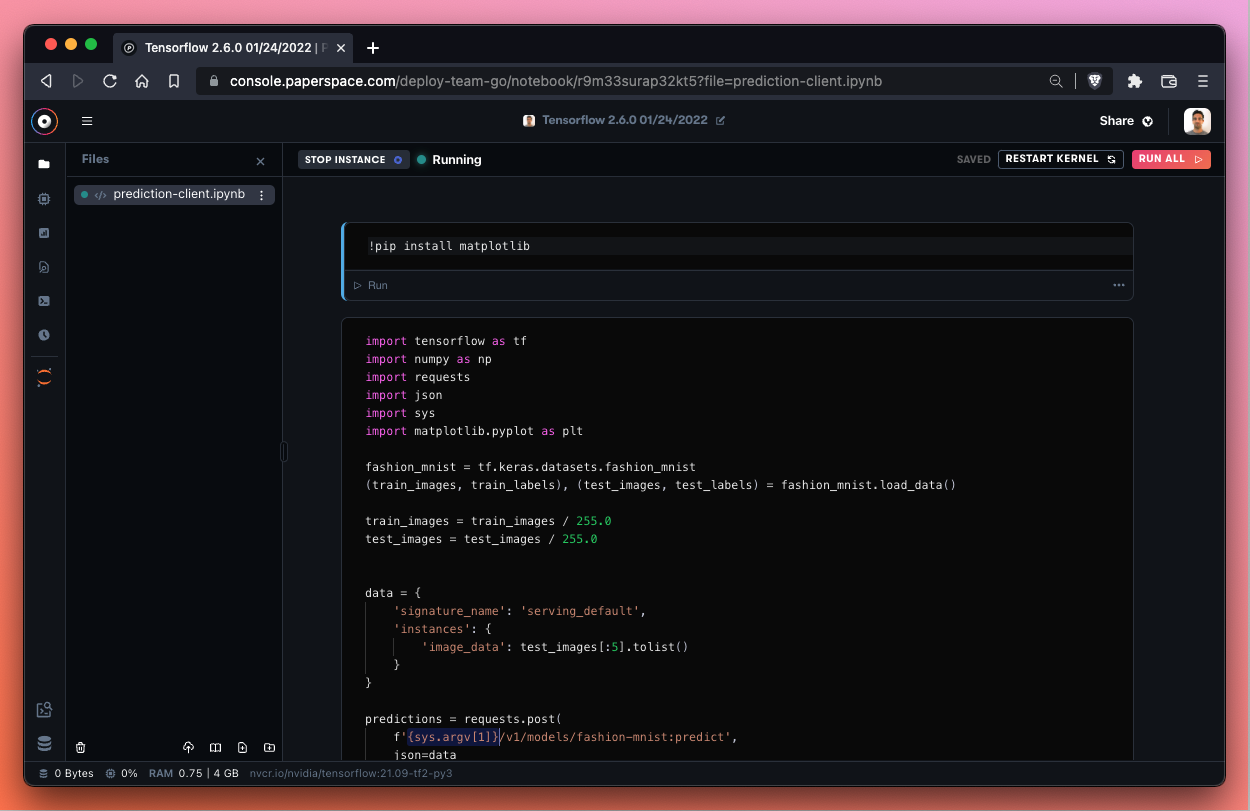 Tensorflow 2.6.0 01/24/2022 | P
console.paperspace.com/deploy-team-go/notebook/r9m33surap32kt5?file=prediction-client.ipynb
Tensorflow 2.6.0 01/24/2022
Share
Files
STOP INSTANCE
Running
SAVED
RESTART KERNEL
RUN ALL
prediction-client.ipynb
!pip install matplotlib
Run
import tensorflow as tf
import numpy as np
import requests
import json
import sys
import matplotlib.pyplot as plt
fashion_mnist = tf.keras.datasets.fashion_mnist
(train_images, train_labels), (test_images, test_labels) = fashion_mnist.load_data()
train_images = train_images / 255.0
test_images = test_images / 255.0
data = {
    'signature_name': 'serving_default',
    'instances': {
        'image_data': test_images[:5].tolist()
    }
}
predictions = requests.post(
    f'{sys.argv[1]}/v1/models/fashion-mnist:predict',
    json=data
0 Bytes
0%
RAM 0.75 | 4 GB
nvcr.io/nvidia/tensorflow:21.09-tf2-py3